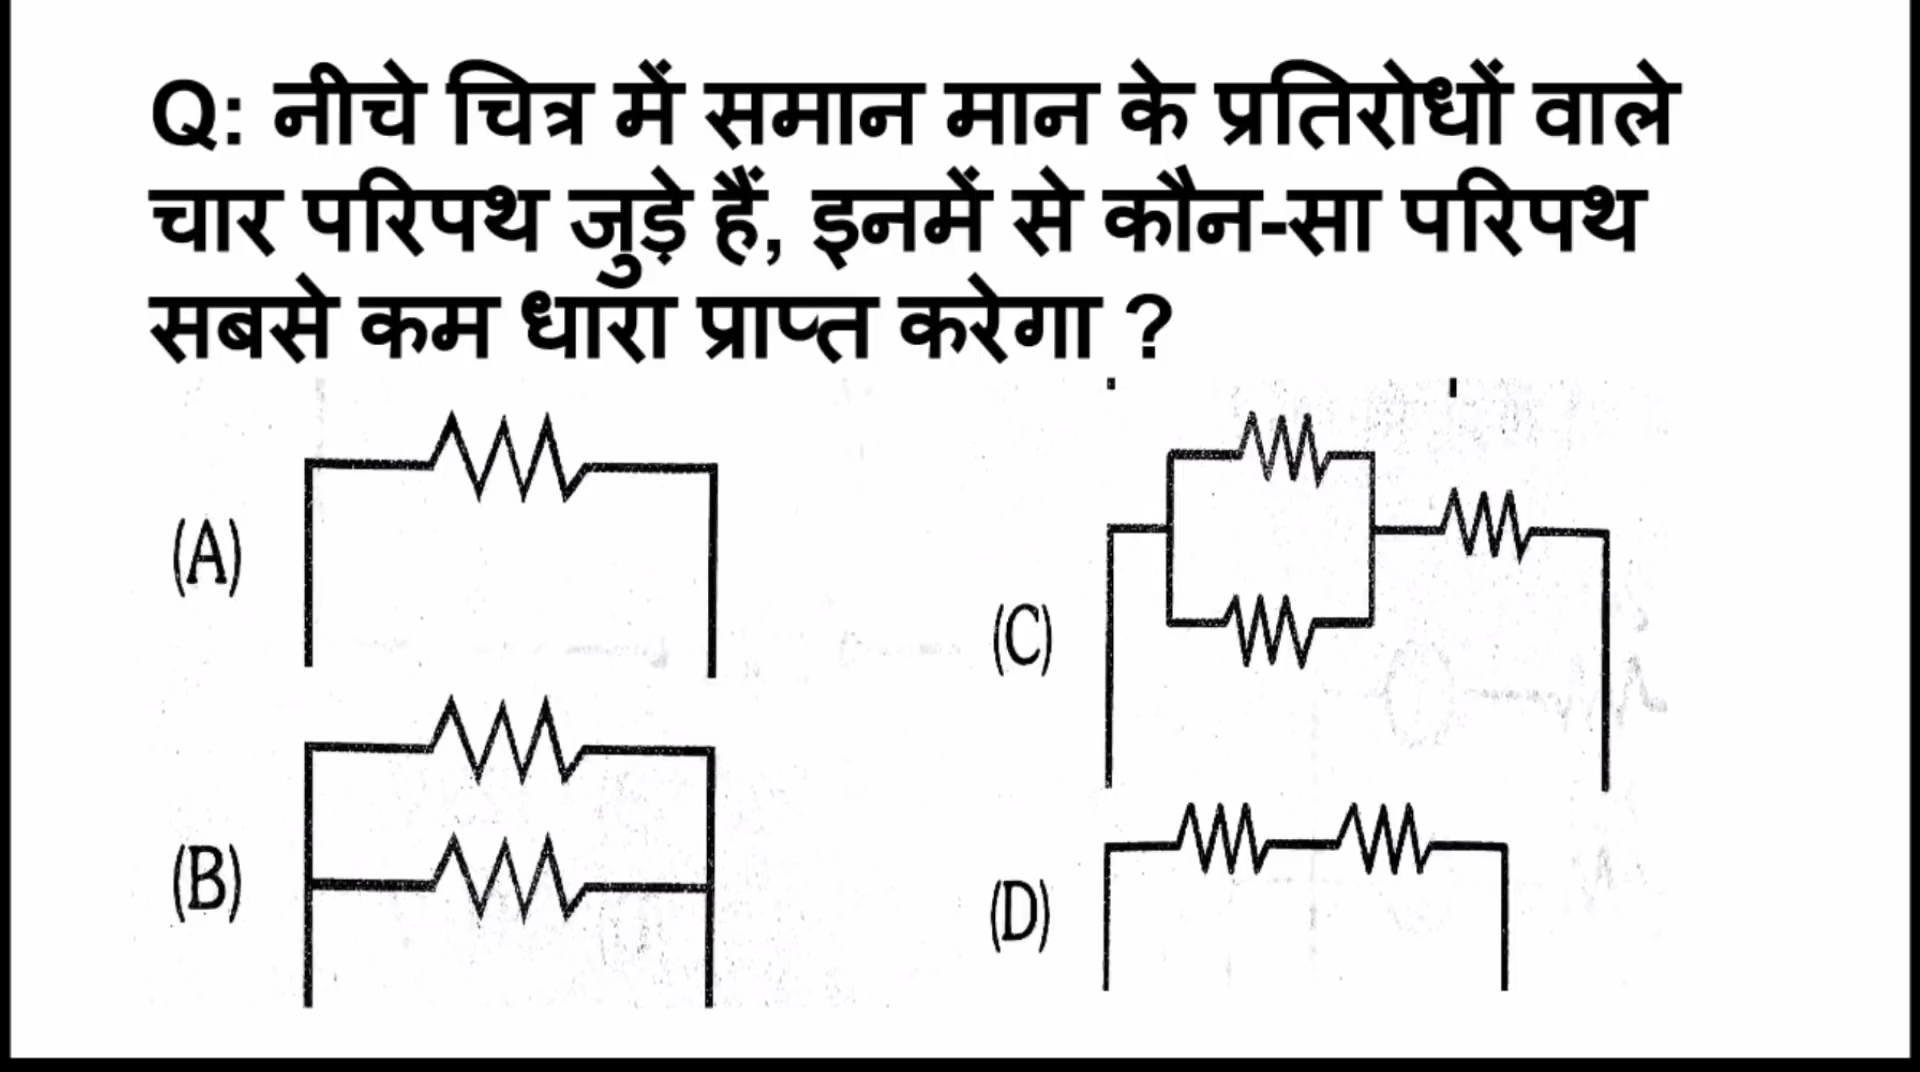 Q: नीचे चित्र में समान मान के प्रतिरोधों वाले
चार परिपथ जुड़े हैं, इनमें से कौन-सा परिपथ
सबसे कम धारा प्राप्त करेगा ?
(A)
(C)
(B)
(D)